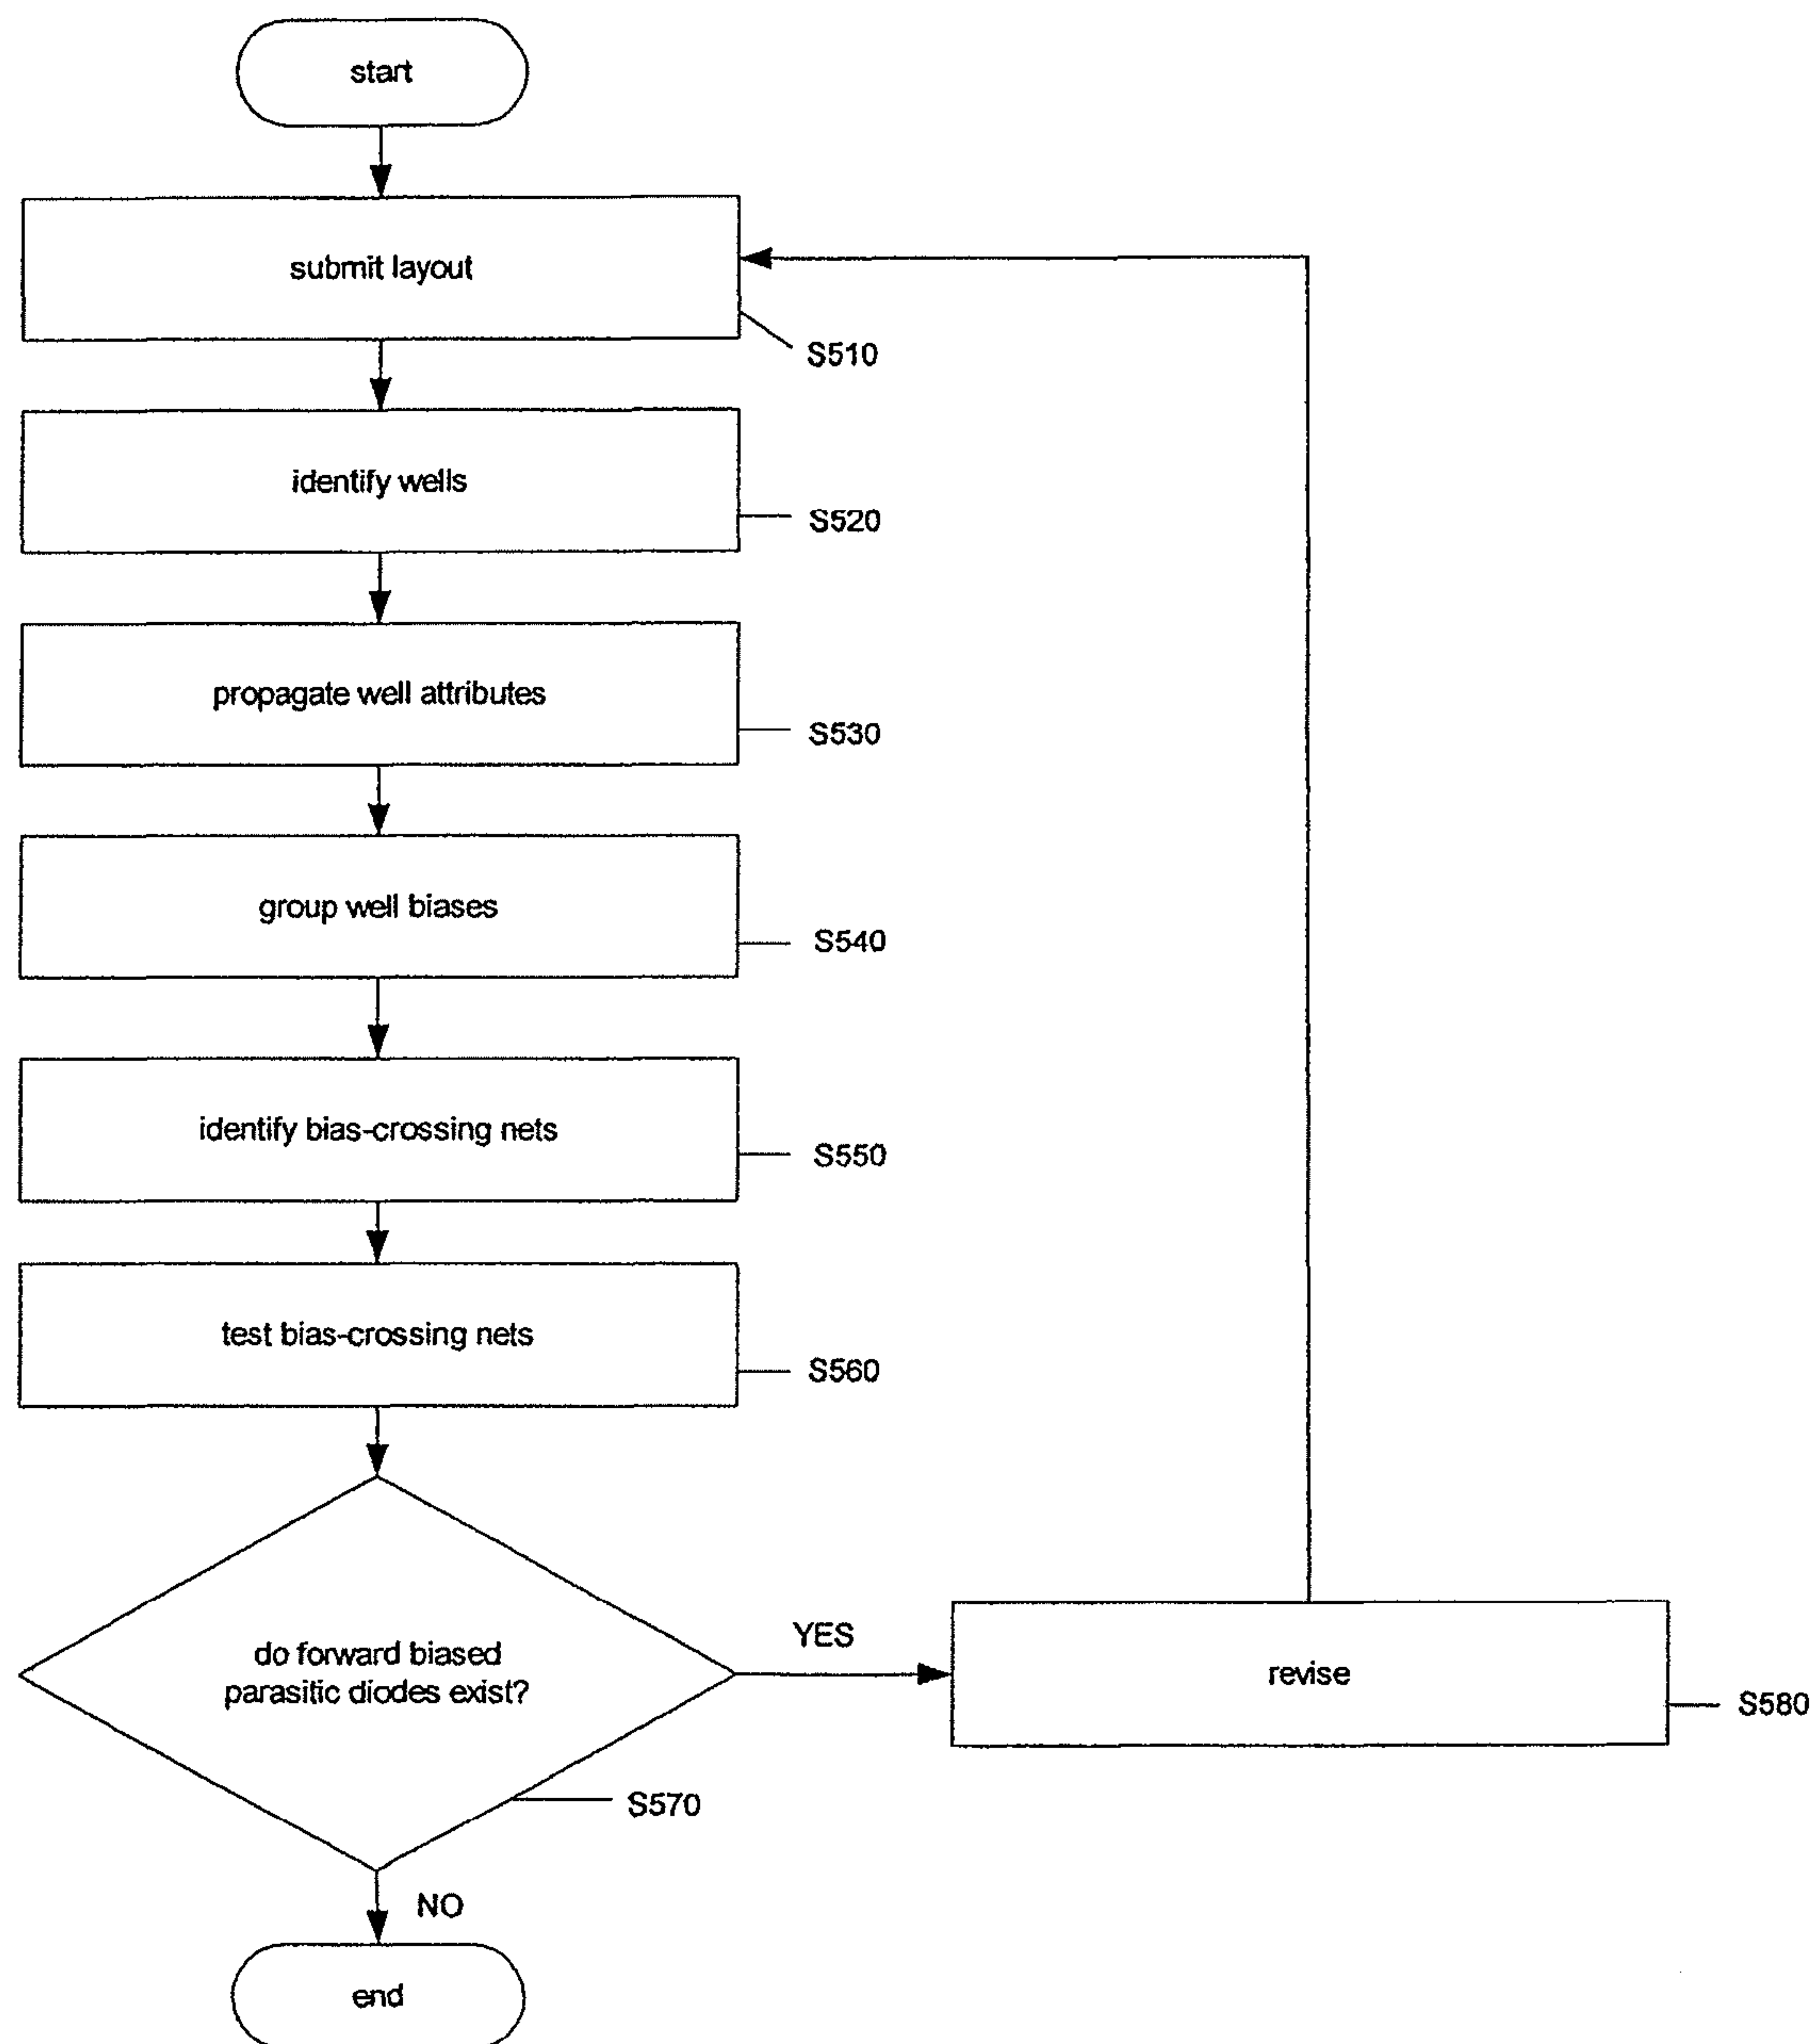 start
submit layout
S510
identify wells
S520
propagate well attributes
S530
group well biases
S540
identify bias-crossing nets
S550
test bias-crossing nets
S560
do forward biased
parasitic diodes exist?
YES
revise
S580
S570
NO
end